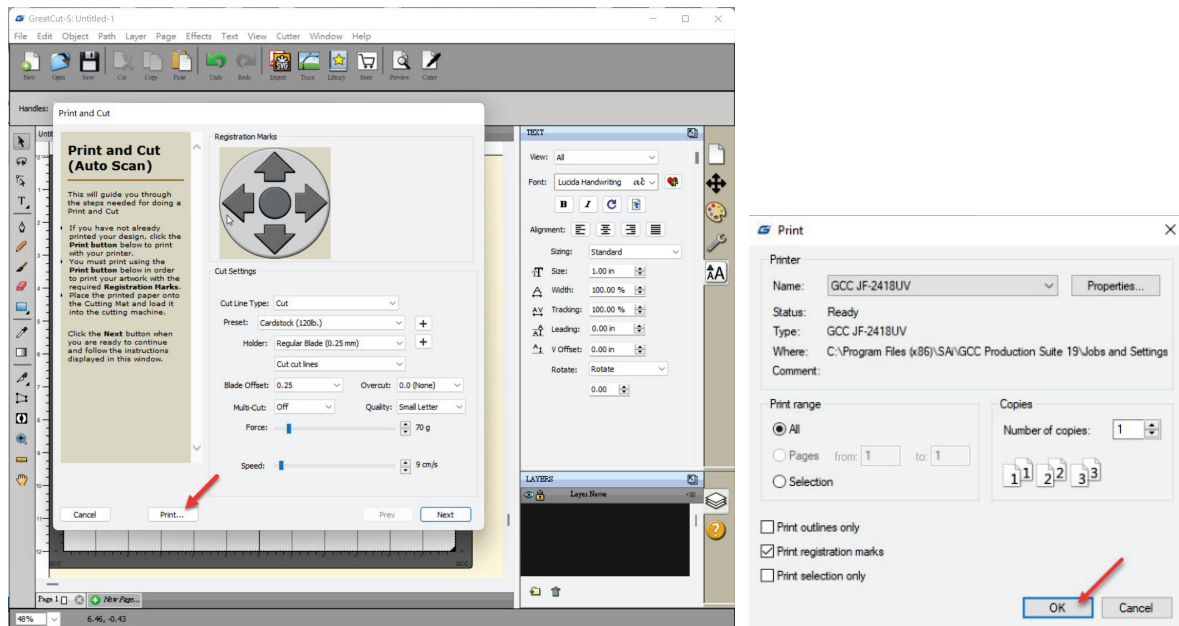 GreatCut-S: Untitled-1
File Edit Object Path Layer Page Effects Text View Cutter Window Help
New Open Save Cut Copy Paste Undo Redo Import Trace Library Store Preview Cutter
Handles:
Print and Cut
Print and Cut
(Auto Scan)
This will guide you through
the steps needed for doing a
Print and Cut
If you have not already
printed your design, click the
Print button below to print
with your printer.
You must print using the
Print button below in order
to print your artwork with the
required Registration Marks.
Place the printed paper onto
the Cutting Mat and load it
into the cutting machine.
Click the Next button when
you are ready to continue
and follow the instructions
displayed in this window.
Registration Marks
Cut Settings
Cut Line Type: Cut
Preset: Cardstock (120lb.)
Holder: Regular Blade (0.25 mm)
Cut cut lines
Blade Offset: 0.25 Overcut: 0.0 (None)
Multi-Cut: Off Quality: Small Letter
Force: 70 g
Speed: 9 cm/s
Cancel Print... Prev Next
GCC GCC
Page 1 New Page...
48% 6.46, -0.43
TEXT
View: All
Font: Lucida Handwriting
B I
Alignment:
Sizing: Standard
Size: 1.00 in
Width: 100.00 %
Tracking: 100.00 %
Leading: 0.00 in
V Offset: 0.00 in
Rotate: Rotate
0.00
LAYERS
Layer Name
AA
Print
Printer
Name: GCC JF-2418UV Properties...
Status: Ready
Type: GCC JF-2418UV
Where: C:\Program Files (x86)\SAi\GCC Production Suite 19\Jobs and Settings
Comment:
Print range
All
Pages from: 1 to: 1
Selection
Copies
Number of copies: 1
1 1 2 2 3 3
Print outlines only
Print registration marks
Print selection only
OK Cancel